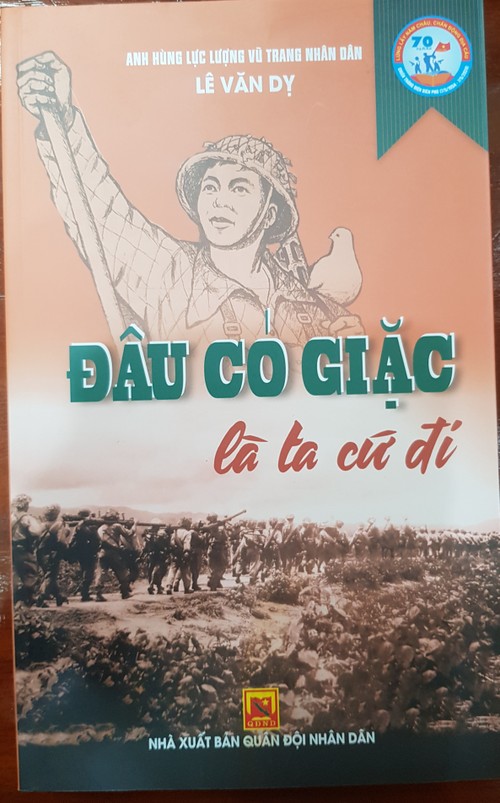 ANH HÙNG LỰC LƯỢNG VŨ TRANG NHÂN DÂN
LÊ VĂN DỴ
70
ĐÂU CÓ GIẶC
là ta cứ đi
QĐND
NHÀ XUẤT BẢN QUÂN ĐỘI NHÂN DÂN